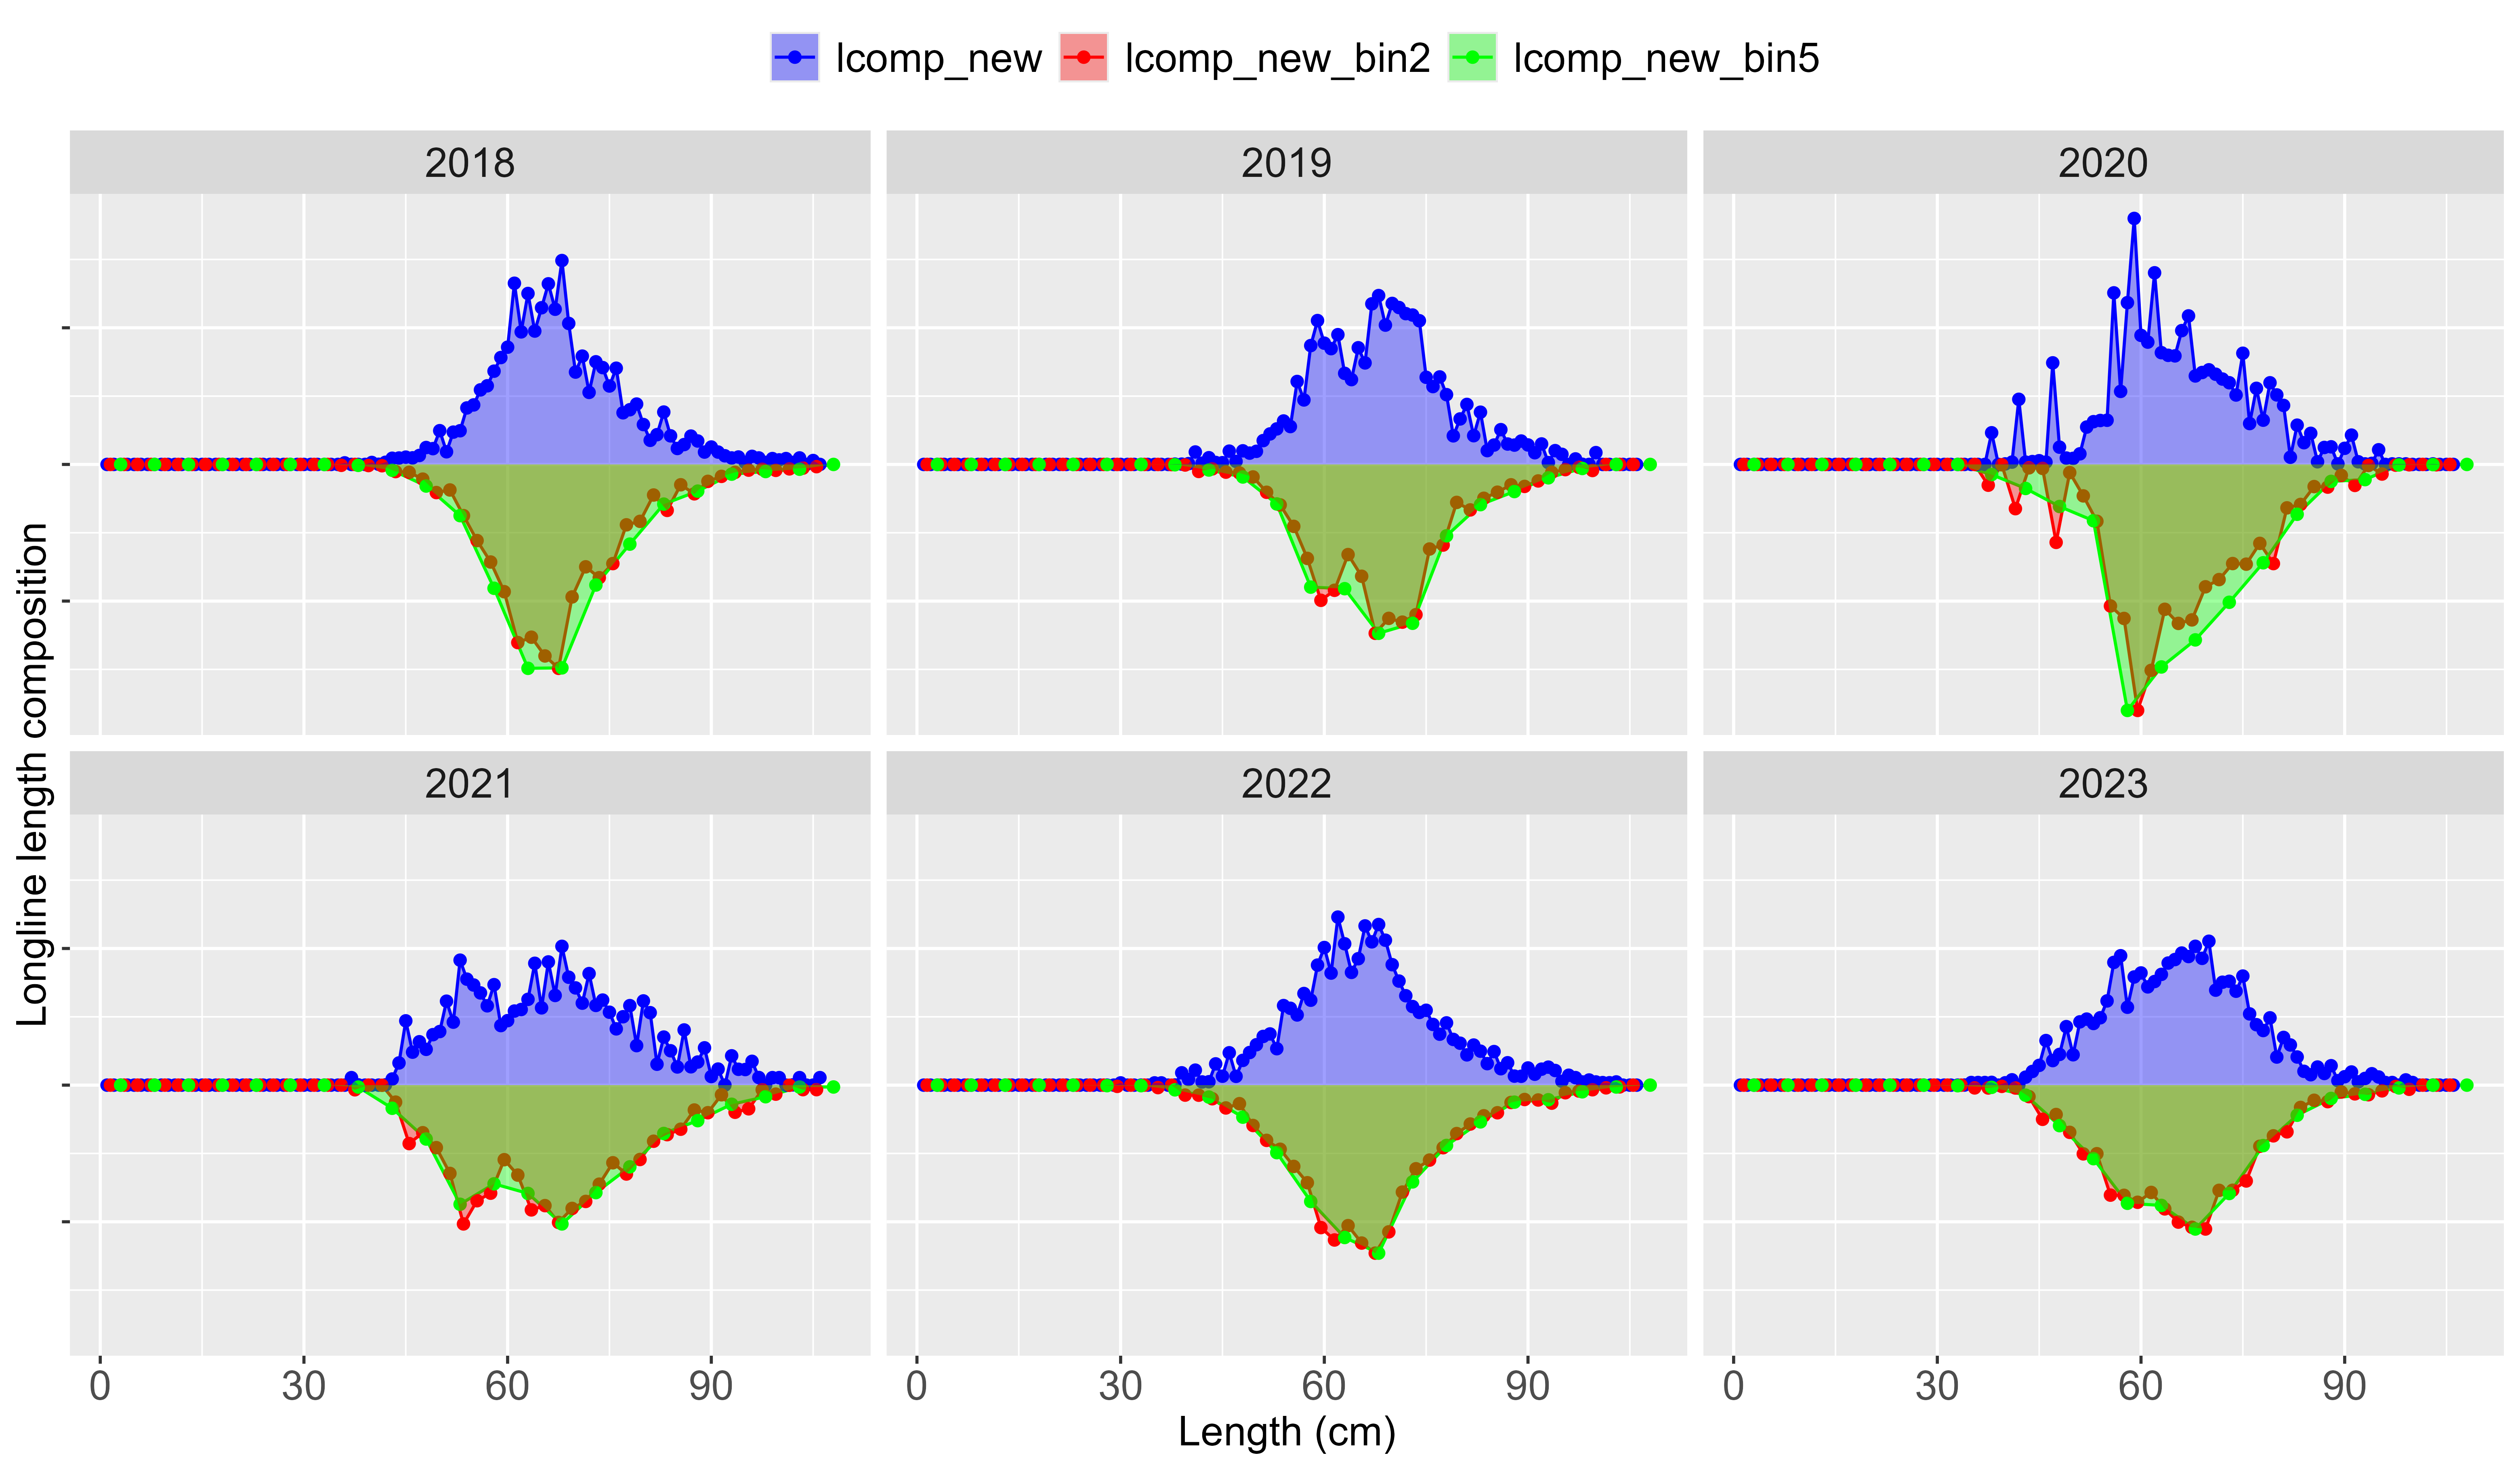 lcomp_new lcomp_new_bin2 lcomp_new_bin5
2018 2019 2020
Longline length composition
2021 2022 2023
0 30 60 90 0 30 60 90 0 30 60 90
Length (cm)